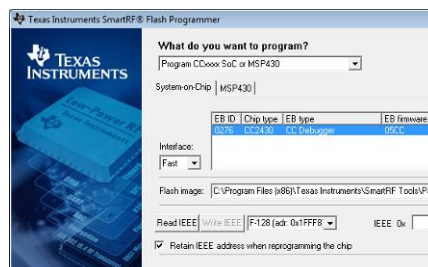 Texas Instruments SmartRF® Flash Programmer
TEXAS
INSTRUMENTS
What do you want to program?
Program CCxxxx SoC or MSP430
System-on-Chip
MSP430
EB ID
Chip type
EB type
EB firmware
0276
CC2430
CC Debugger
05CC
Interface:
Fast
Flash image:
C:\Program Files (x86)\Texas Instruments\SmartRF Tools\
Read IEEE
Write IEEE
F-128 (adr: 0x1FFF8
IEEE 0x
Retain IEEE address when reprogramming the chip